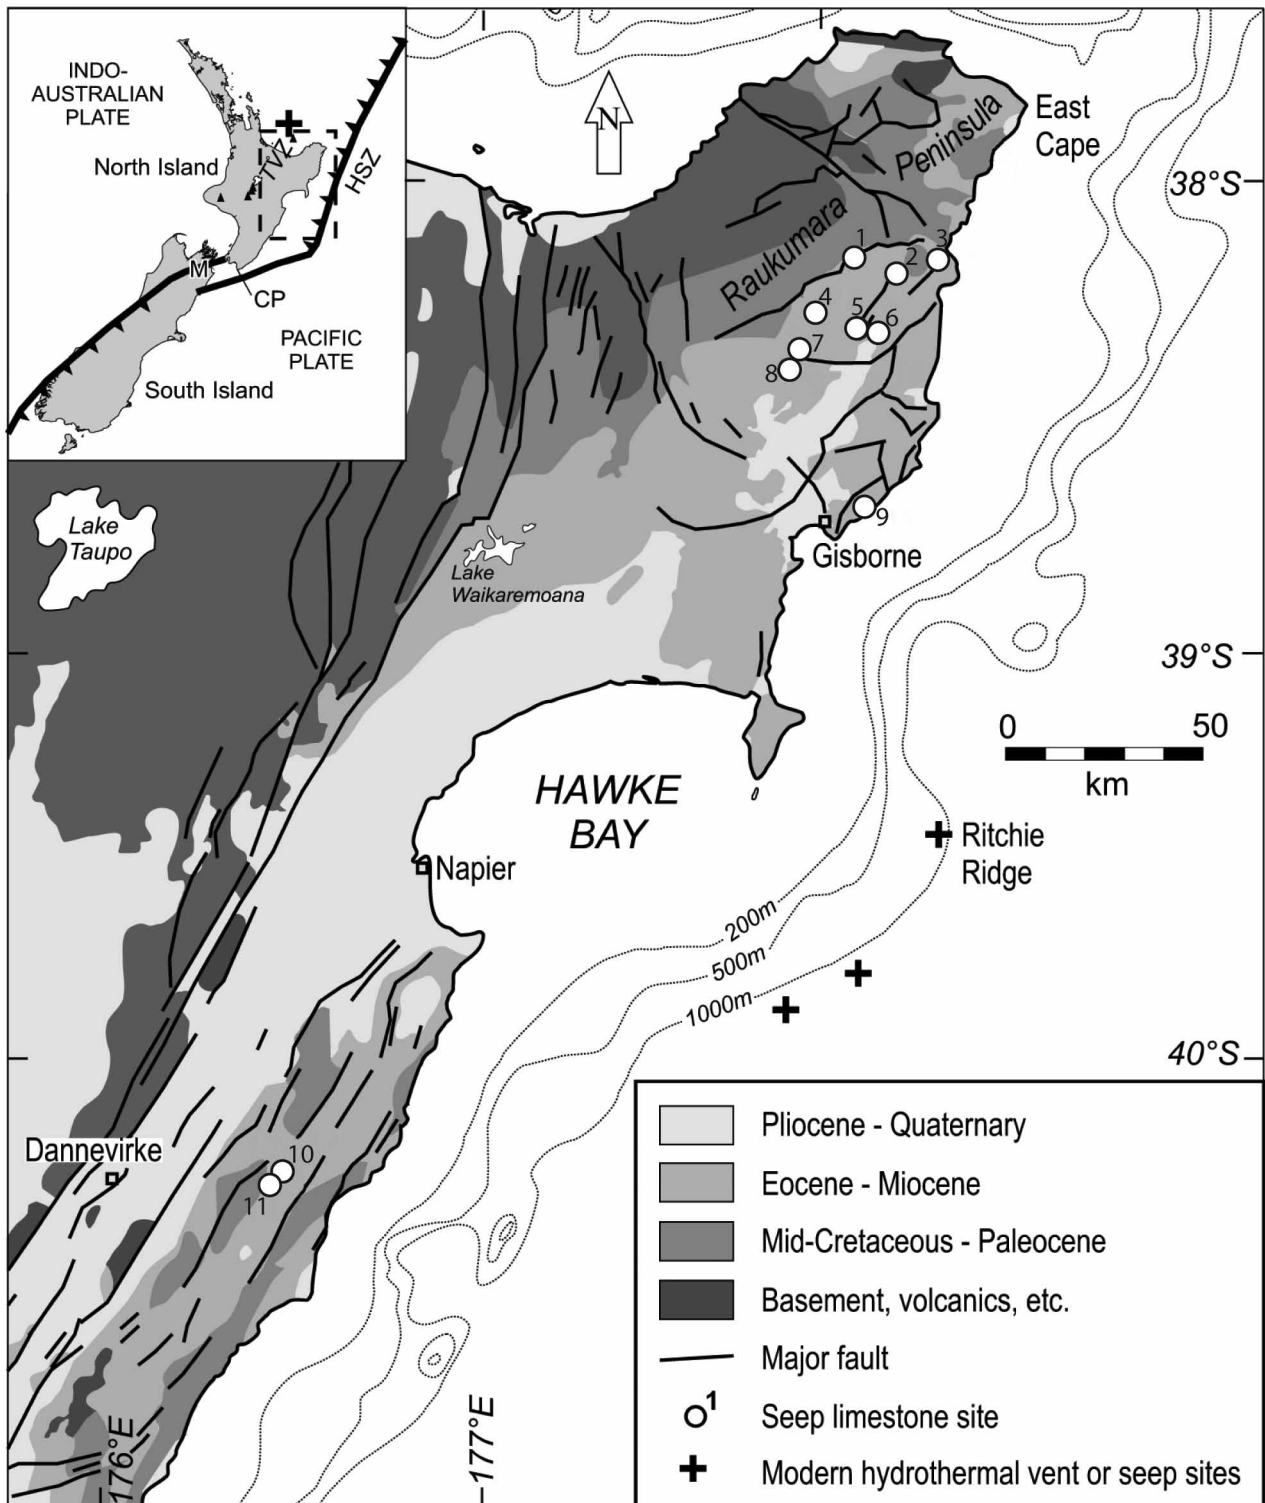 INDO-
AUSTRALIAN
PLATE
North Island
TVZ
HSZ
M
CP
PACIFIC
PLATE
South Island
N
East
Cape
Peninsula
Raukumara
38°S
1
2
3
4
5
6
7
8
9
Lake
Taupo
Lake
Waikaremoana
Gisborne
39°S
0 50
km
HAWKE
BAY
Ritchie
Ridge
Napier
200m
500m
1000m
40°S
Dannevirke
10
11
176°E
177°E
Pliocene - Quaternary
Eocene - Miocene
Mid-Cretaceous - Paleocene
Basement, volcanics, etc.
Major fault
1
Seep limestone site
Modern hydrothermal vent or seep sites